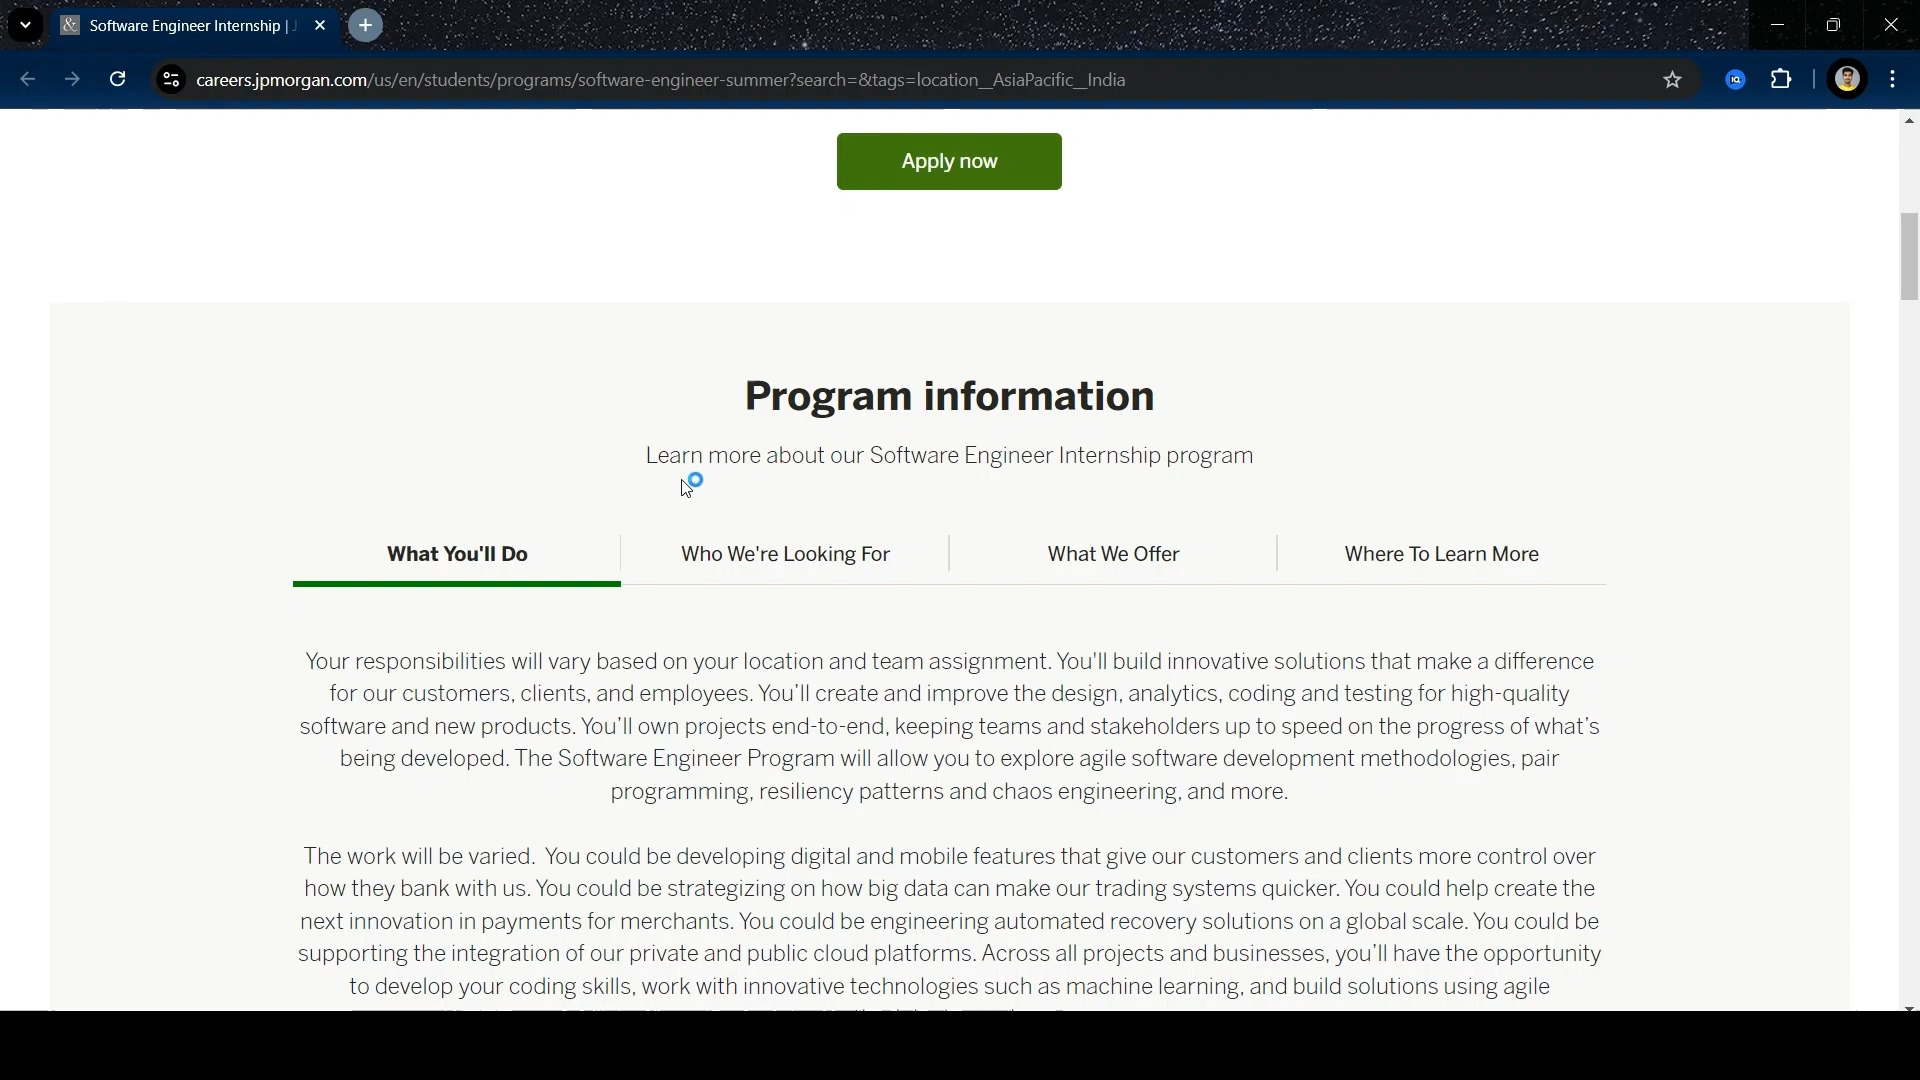 Software Engineer Internship | J
careers.jpmorgan.com/us/en/students/programs/software-engineer-summer?search=&tags=location__AsiaPacific__India
Apply now
Program information
Learn more about our Software Engineer Internship program
What You'll Do
Who We're Looking For
What We Offer
Where To Learn More
Your responsibilities will vary based on your location and team assignment. You'll build innovative solutions that make a difference
for our customers, clients, and employees. You’ll create and improve the design, analytics, coding and testing for high-quality
software and new products. You’ll own projects end-to-end, keeping teams and stakeholders up to speed on the progress of what’s
being developed. The Software Engineer Program will allow you to explore agile software development methodologies, pair
programming, resiliency patterns and chaos engineering, and more.
The work will be varied. You could be developing digital and mobile features that give our customers and clients more control over
how they bank with us. You could be strategizing on how big data can make our trading systems quicker. You could help create the
next innovation in payments for merchants. You could be engineering automated recovery solutions on a global scale. You could be
supporting the integration of our private and public cloud platforms. Across all projects and businesses, you’ll have the opportunity
to develop your coding skills, work with innovative technologies such as machine learning, and build solutions using agile